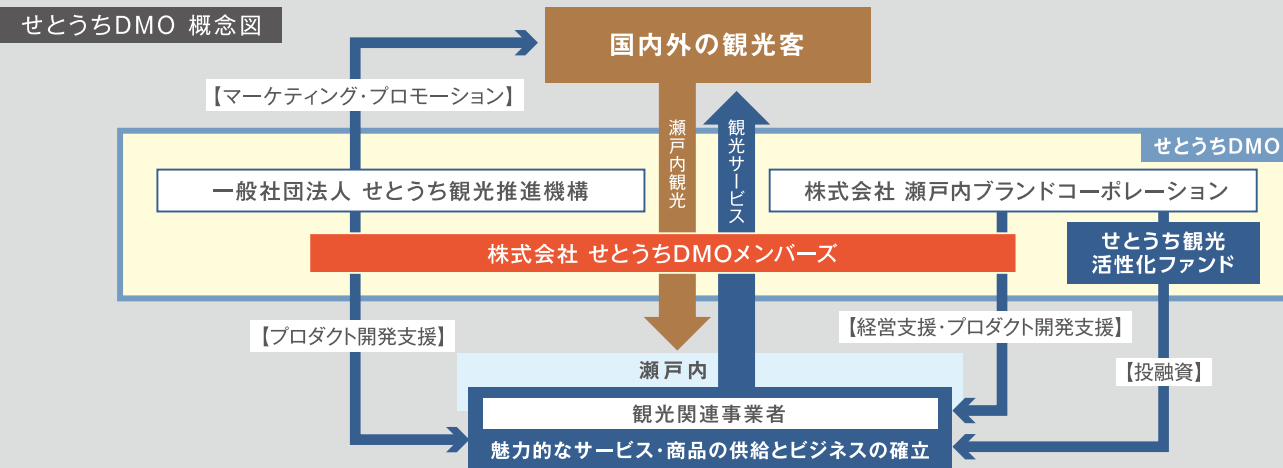 せとうちDMO 概念図
国内外の観光客
【マーケティング・プロモーション】
瀬戸内観光
観光サービス
せとうちDMO
一般社団法人 せとうち観光推進機構
株式会社 瀬戸内ブランドコーポレーション
株式会社 せとうちDMOメンバーズ
せとうち観光
活性化ファンド
【プロダクト開発支援】
【経営支援・プロダクト開発支援】
【投融資】
瀬戸内
観光関連事業者
魅力的なサービス・商品の供給とビジネスの確立